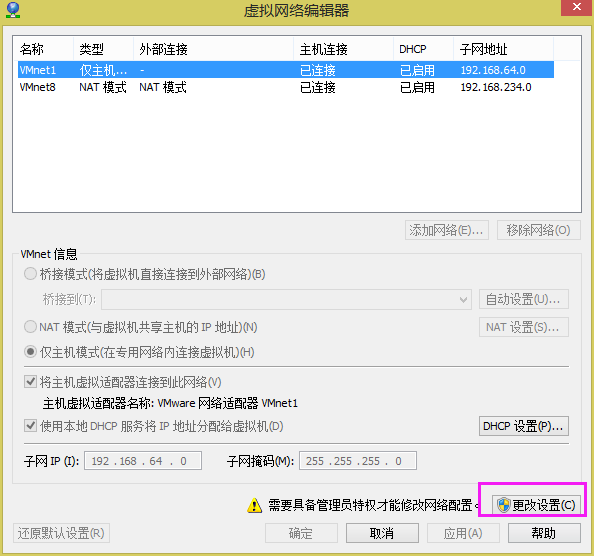 虚拟网络编辑器
名称 类型 外部连接 主机连接 DHCP 子网地址
VMnet1 仅主机... - 已连接 已启用 192.168.64.0
VMnet8 NAT 模式 NAT 模式 已连接 已启用 192.168.234.0
添加网络(E)... 移除网络(O)
VMnet 信息
桥接模式(将虚拟机直接连接到外部网络)(B)
桥接到(T): 自动设置(U)...
NAT 模式(与虚拟机共享主机的 IP 地址)(N) NAT 设置(S)...
仅主机模式(在专用网络内连接虚拟机)(H)
将主机虚拟适配器连接到此网络(V)
主机虚拟适配器名称: VMware 网络适配器 VMnet1
使用本地 DHCP 服务将 IP 地址分配给虚拟机(D) DHCP 设置(P)...
子网 IP (I): 192 . 168 . 64 . 0 子网掩码(M): 255 . 255 . 255 . 0
需要具备管理员特权才能修改网络配置。 更改设置(C)
还原默认设置(R) 确定 取消 应用(A) 帮助